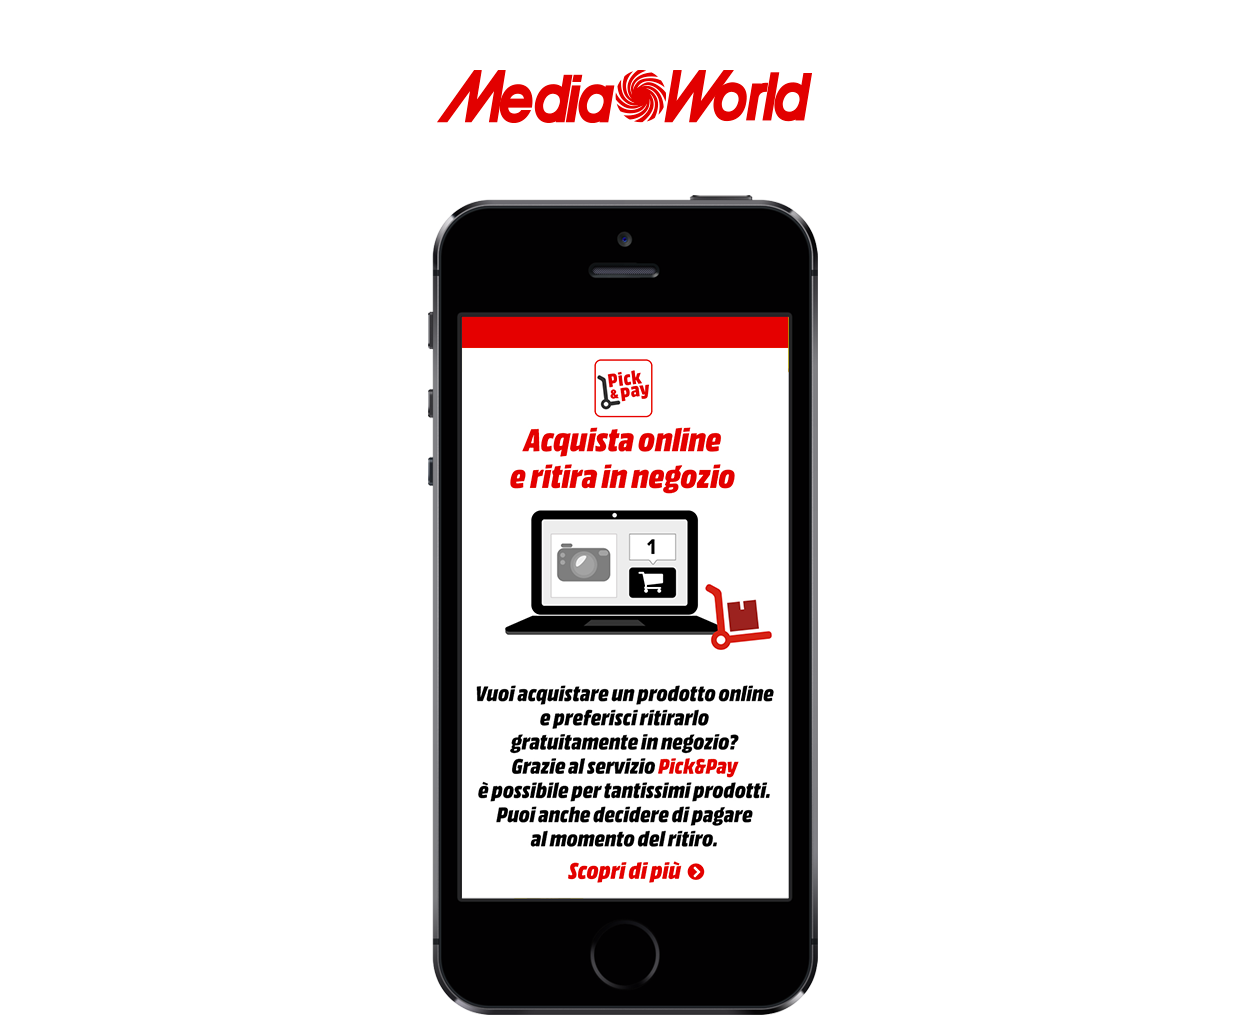 MediaWorld
Pick
& pay
Acquista online
e ritira in negozio
1
Vuoi acquistare un prodotto online
e preferisci ritirarlo
gratuitamente in negozio?
Grazie al servizio Pick&Pay
è possibile per tantissimi prodotti.
Puoi anche decidere di pagare
al momento del ritiro.
Scopri di più